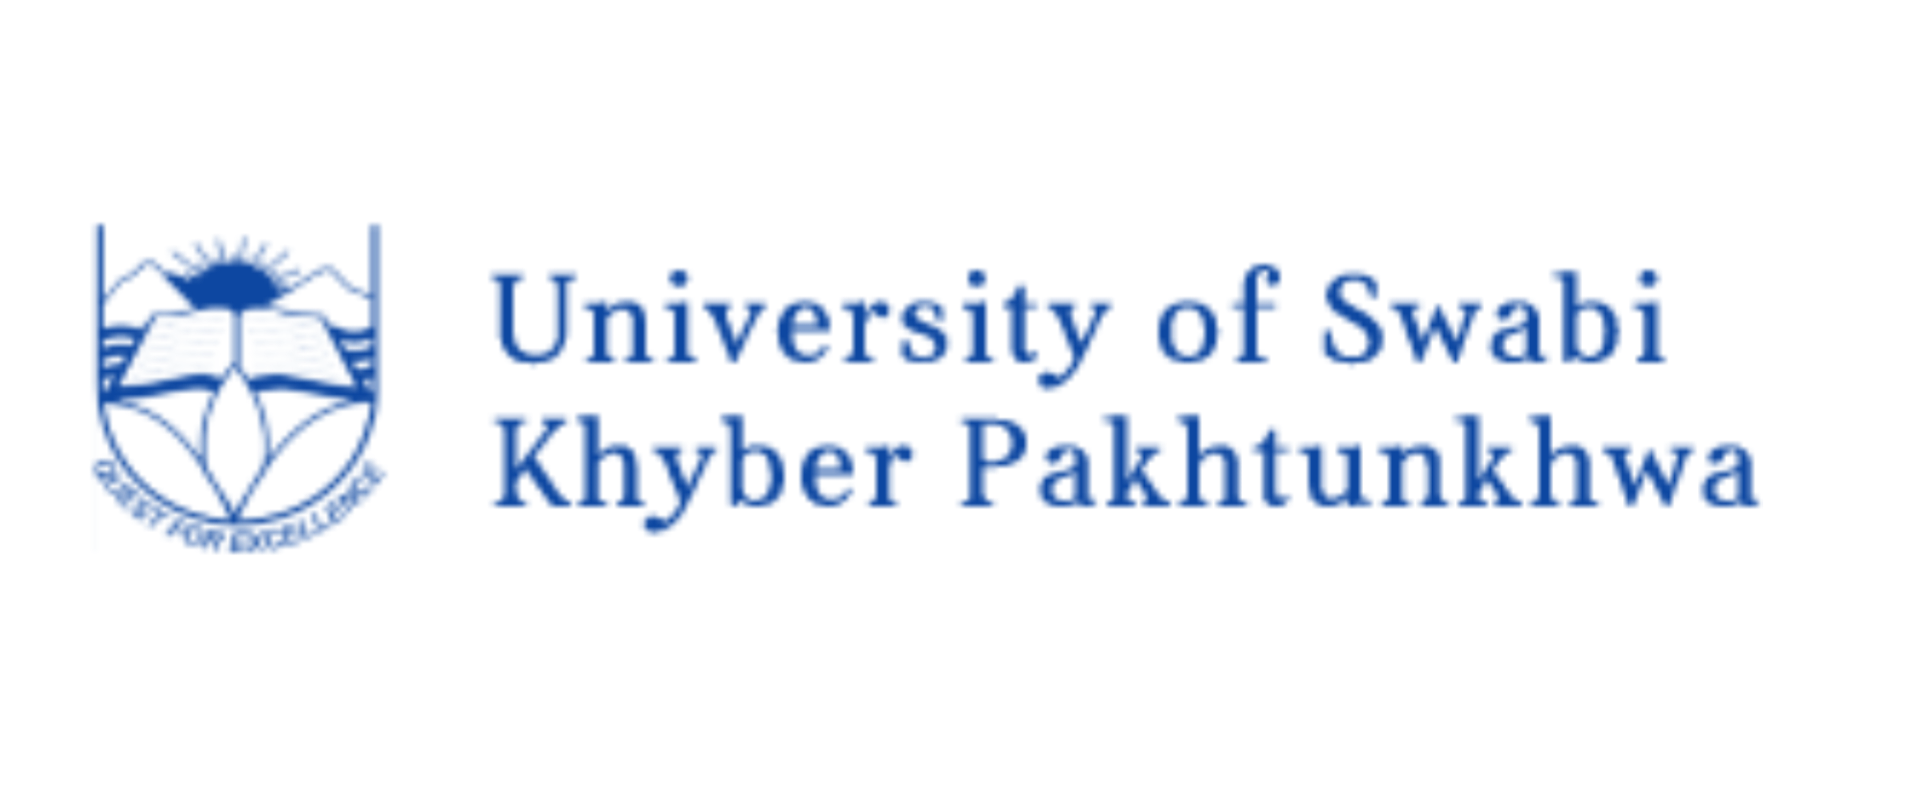 University of Swabi
Khyber Pakhtunkhwa
QUEST FOR EXCELLENCE